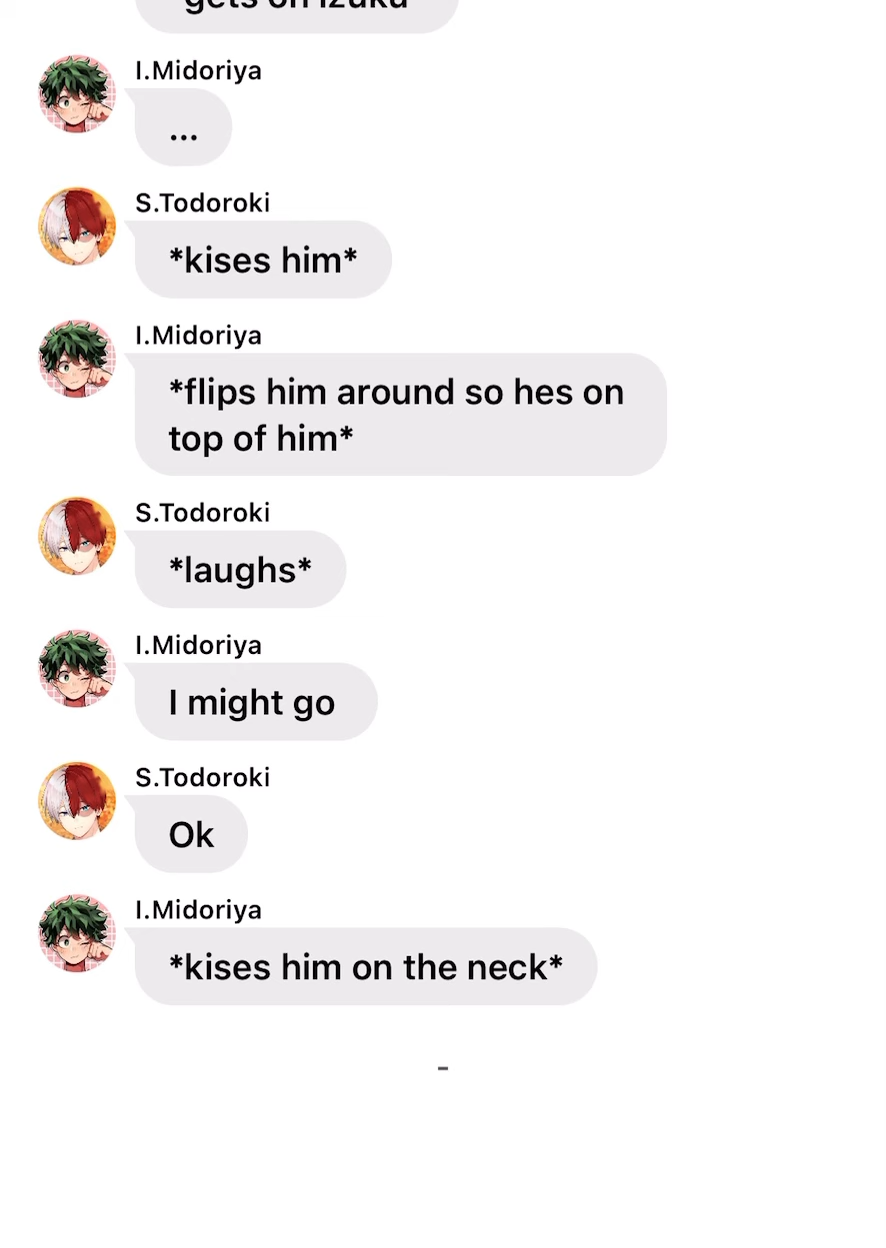 gets on Izuku
I.Midoriya
...
S.Todoroki
*kises him*
I.Midoriya
*flips him around so hes on
top of him*
S.Todoroki
*laughs*
I.Midoriya
I might go
S.Todoroki
Ok
I.Midoriya
*kises him on the neck*
-